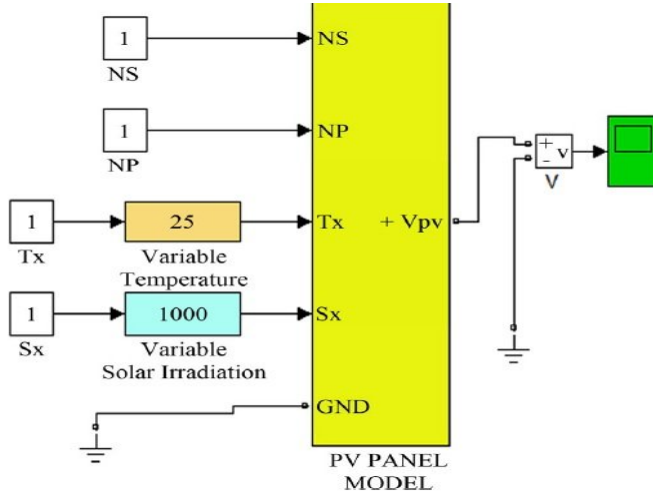 1
NS
NS
1
NP
NP
1
Tx
25
Variable
Temperature
Tx
+ Vpv
+
-
v
V
1
Sx
1000
Variable
Solar Irradiation
Sx
GND
PV PANEL
MODEL